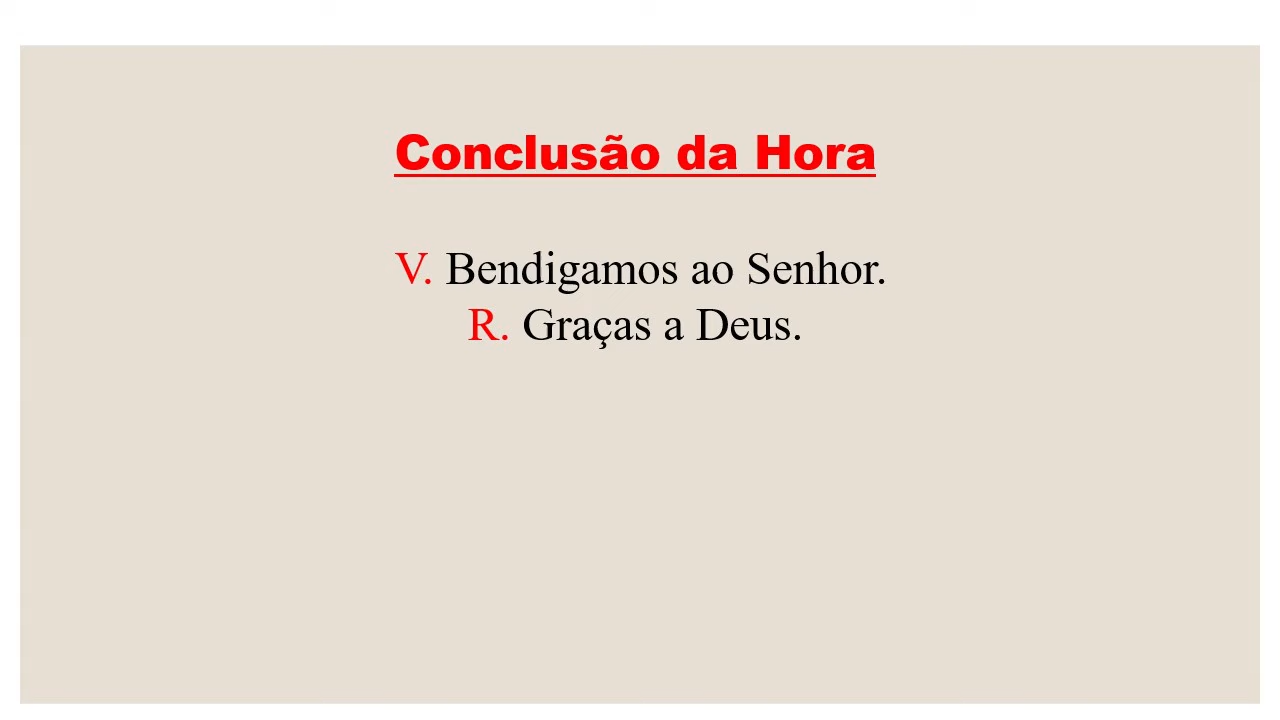 Conclusão da Hora
V. Bendigamos ao Senhor.
R. Graças a Deus.